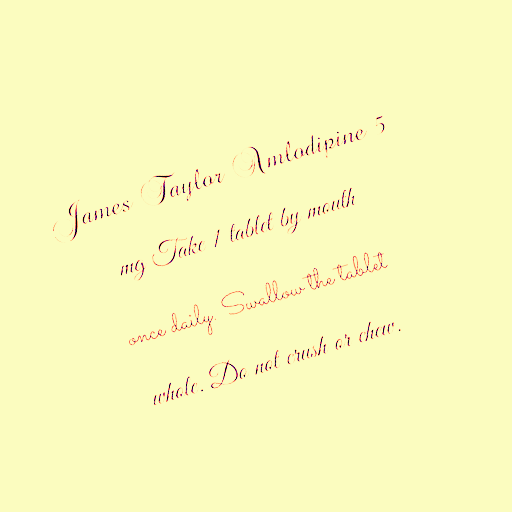 James Taylor Amlodipine 5
mg Take 1 tablet by mouth
once daily. Swallow the tablet
whole. Do not crush or chew.